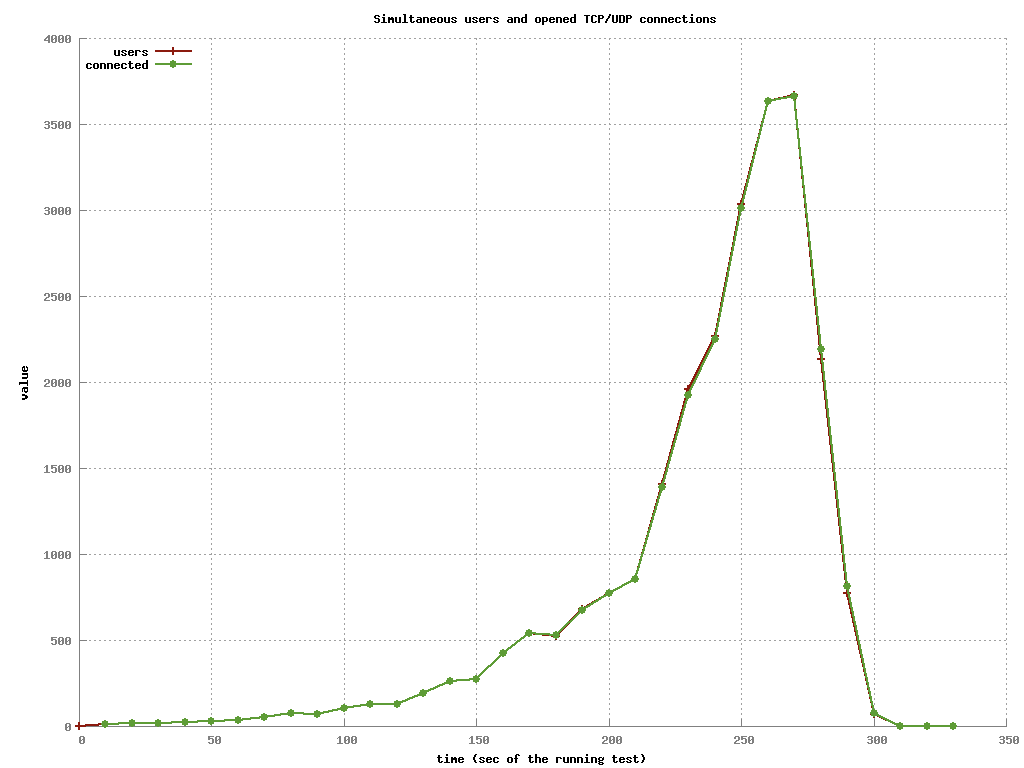 Simultaneous users and opened TCP/UDP connections
4000
users
connected
3500
3000
2500
value
2000
1500
1000
500
0
0 50 100 150 200 250 300 350
time (sec of the running test)